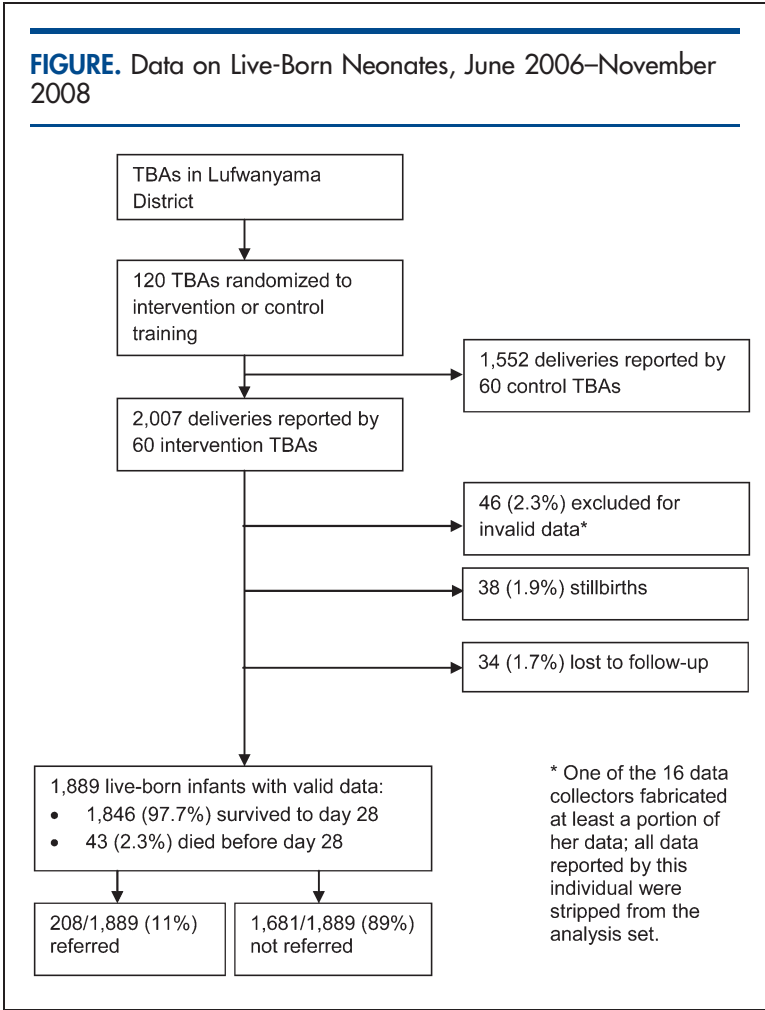 FIGURE. Data on Live-Born Neonates, June 2006–November
2008
TBAs in Lufwanyama
District
120 TBAs randomized to
intervention or control
training
1,552 deliveries reported by
60 control TBAs
2,007 deliveries reported by
60 intervention TBAs
46 (2.3%) excluded for
invalid data*
38 (1.9%) stillbirths
34 (1.7%) lost to follow-up
1,889 live-born infants with valid data:
• 1,846 (97.7%) survived to day 28
• 43 (2.3%) died before day 28
* One of the 16 data
collectors fabricated
at least a portion of
her data; all data
reported by this
individual were
stripped from the
analysis set.
208/1,889 (11%)
referred
1,681/1,889 (89%)
not referred